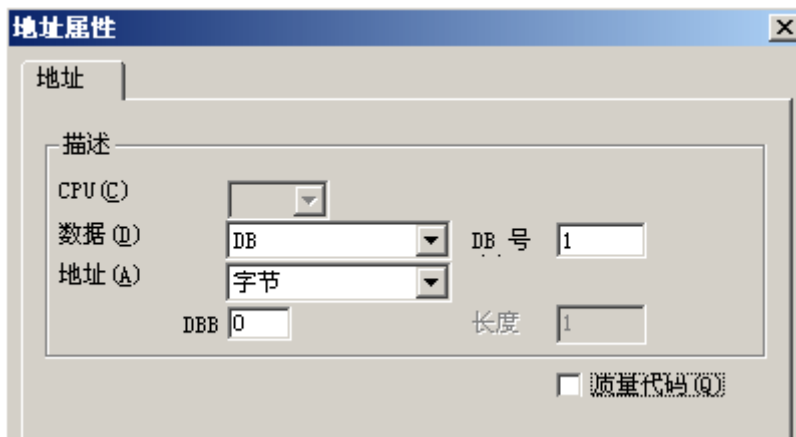 地址属性
地址
描述
CPU(C)
数据(D) DB DB 号 1
地址(A) 字节
DBB 0 长度 1
质量代码(Q)